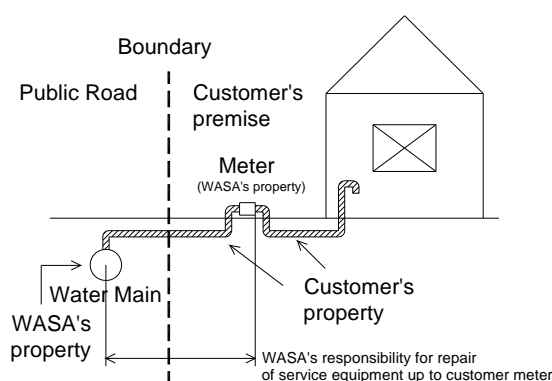 Boundary
Public Road
Customer's
premise
Meter
(WASA's property)
Water Main
WASA's
property
Customer's
property
WASA's responsibility for repair
of service equipment up to customer meter